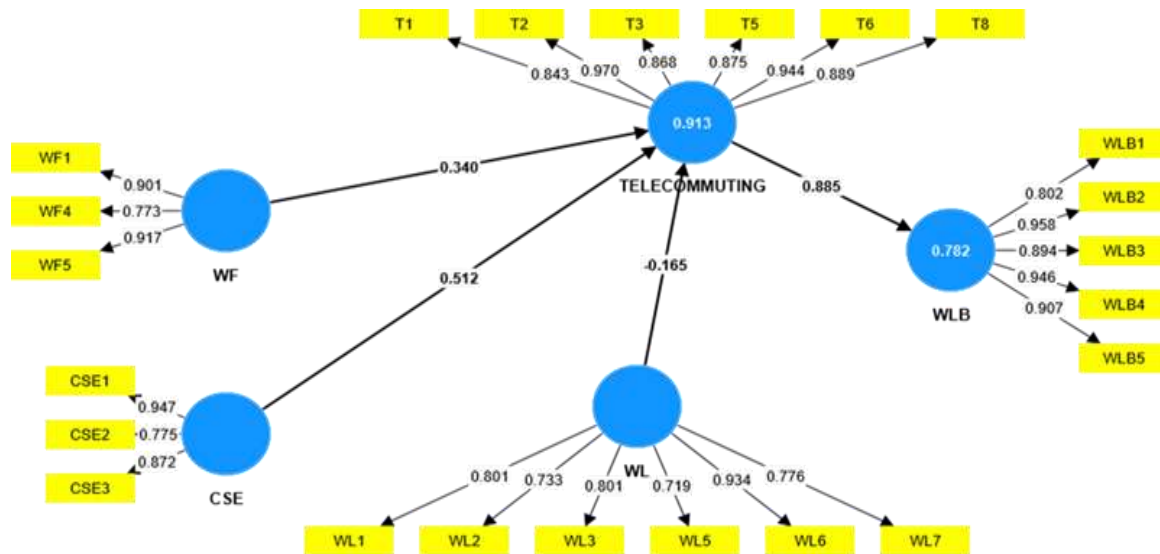 T1 T2 T3 T5 T6 T8
0.843 0.970 0.868 0.875 0.944 0.889
0.913
TELECOMMUTING
WF1
WF4
WF5
0.901
0.773
0.917
WF
0.340
0.512
-0.165
0.885
WLB1
WLB2
WLB3
WLB4
WLB5
0.802
0.958
0.894
0.946
0.907
0.782
WLB
CSE1
CSE2
CSE3
0.947
0.775
0.872
CSE
WL
0.801 0.733 0.801 0.719 0.934 0.776
WL1 WL2 WL3 WL5 WL6 WL7